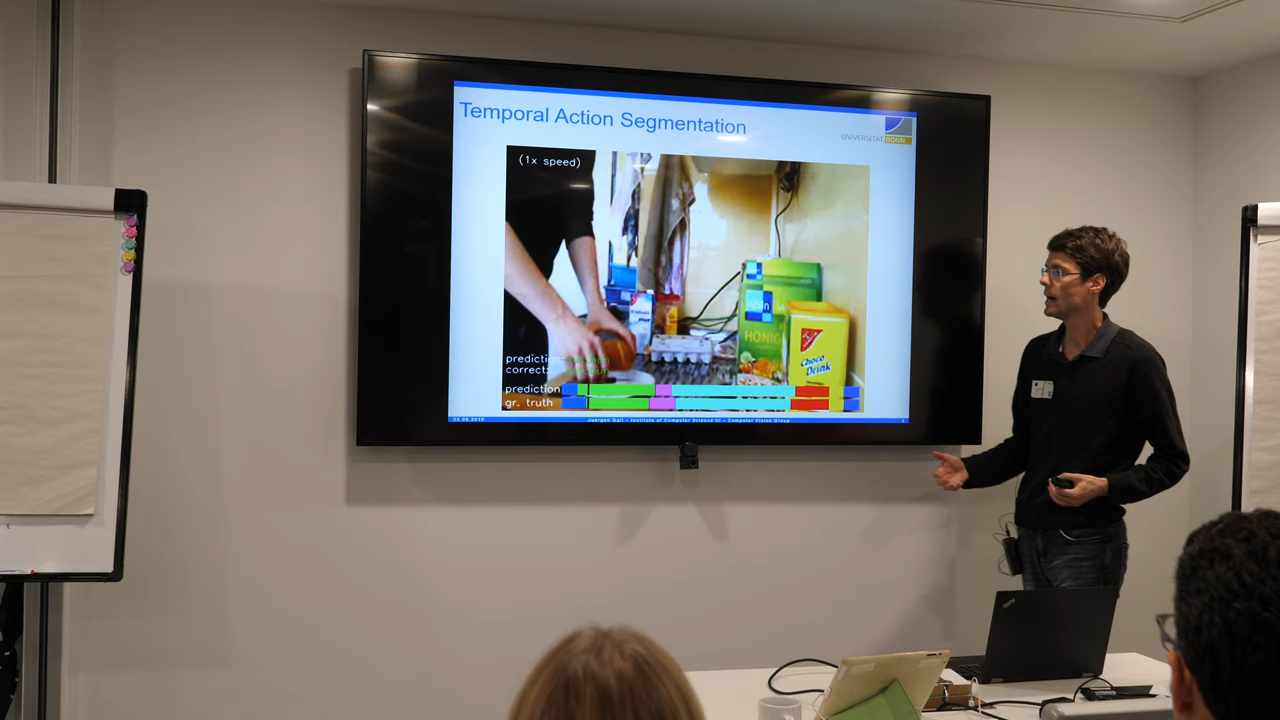 Temporal Action Segmentation
UNIVERSITÄT BONN
(1x speed)
HONIG
Choco
Drink
prediction:
correct:
prediction
gr. truth
Juergen Gall – Institute of Computer Science III – Computer Vision Group